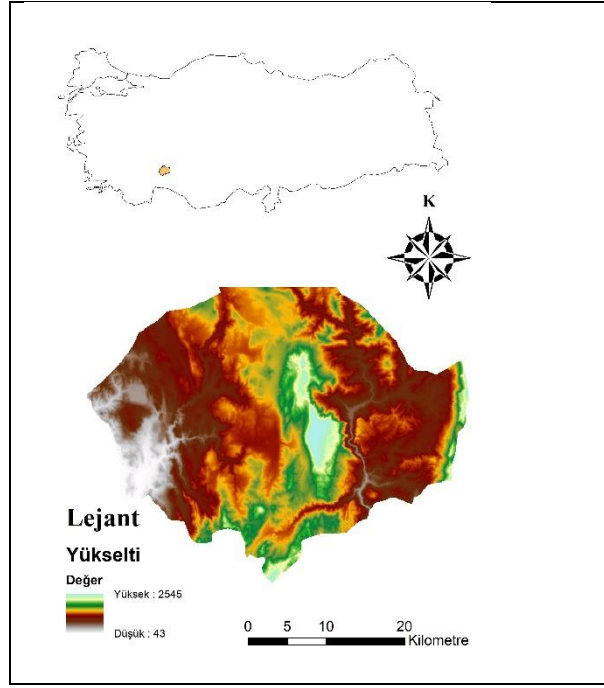 K
Lejant
Yükselti
Değer
Yüksek : 2545
Düşük : 43
0 5 10 20
Kilometre